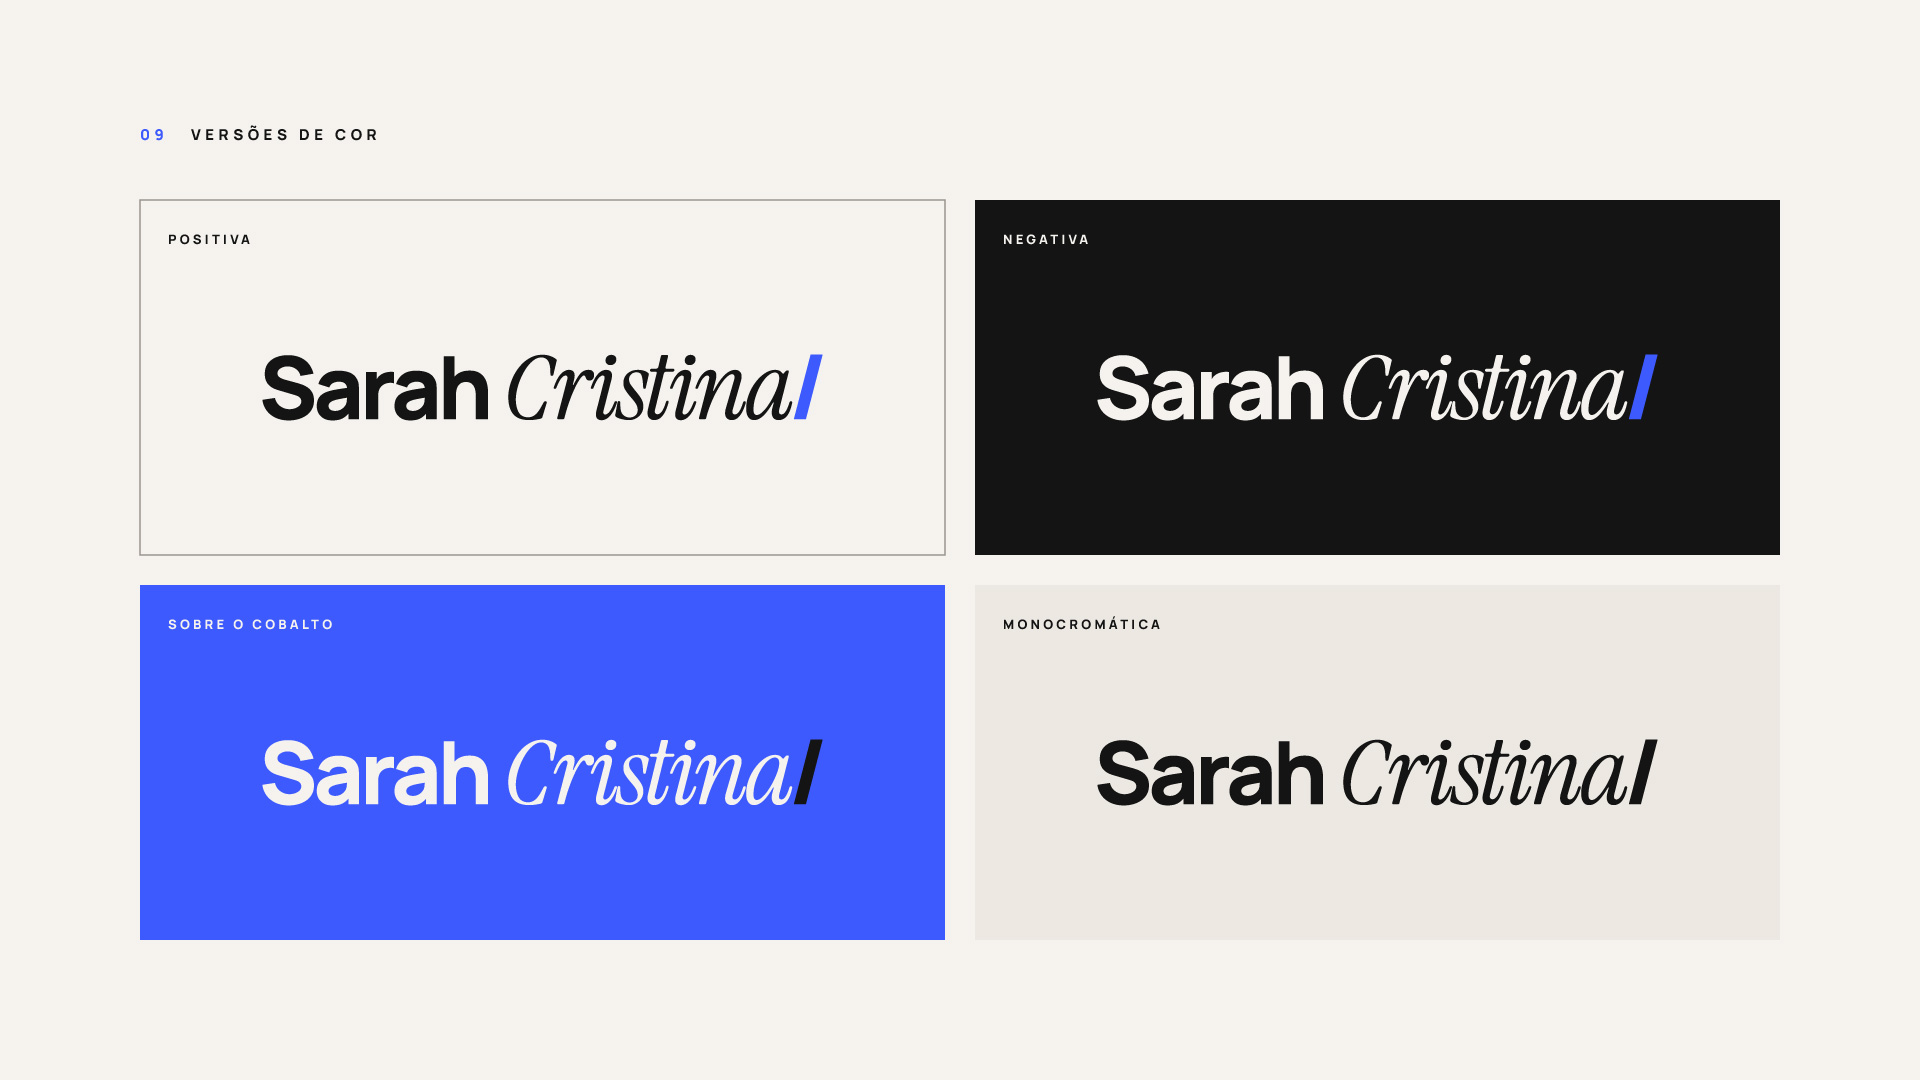 09 VERSÕES DE COR
POSITIVA
Sarah Cristina/
NEGATIVA
Sarah Cristina/
SOBRE O COBALTO
Sarah Cristina/
MONOCROMÁTICA
Sarah Cristina/